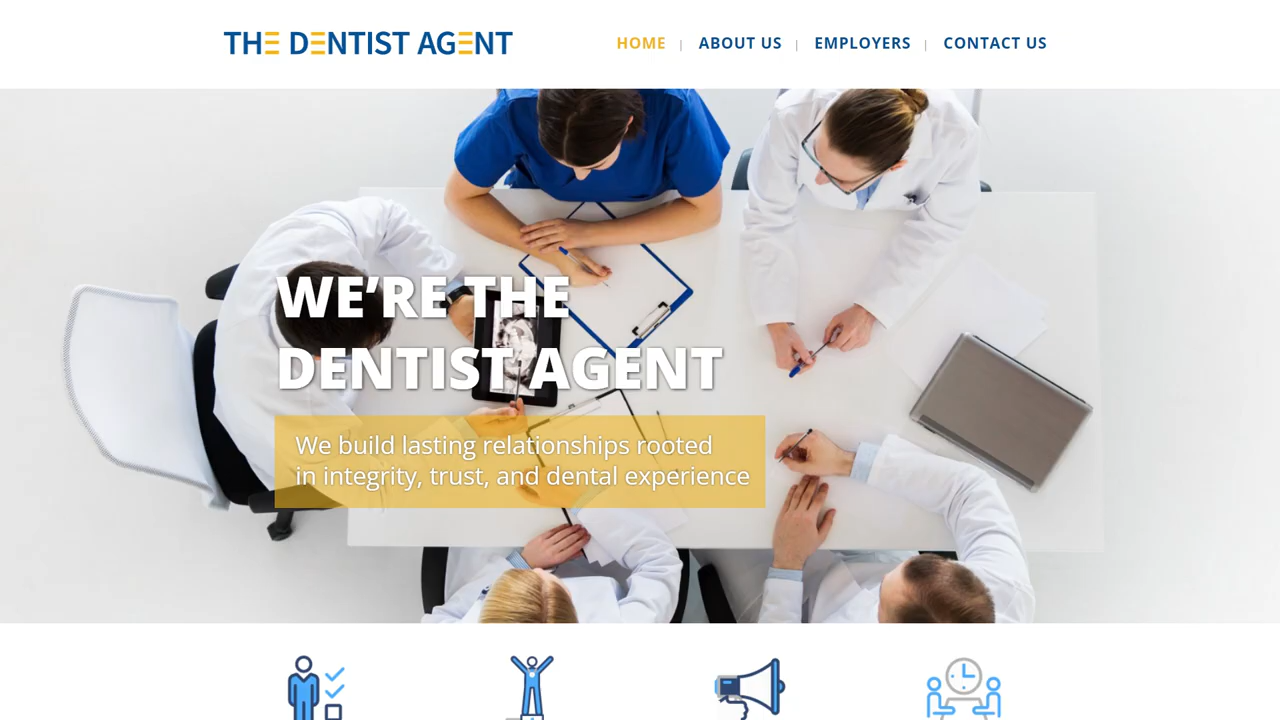 THE DENTIST AGENT
HOME | ABOUT US | EMPLOYERS | CONTACT US
WE’RE THE
DENTIST AGENT
We build lasting relationships rooted
in integrity, trust, and dental experience